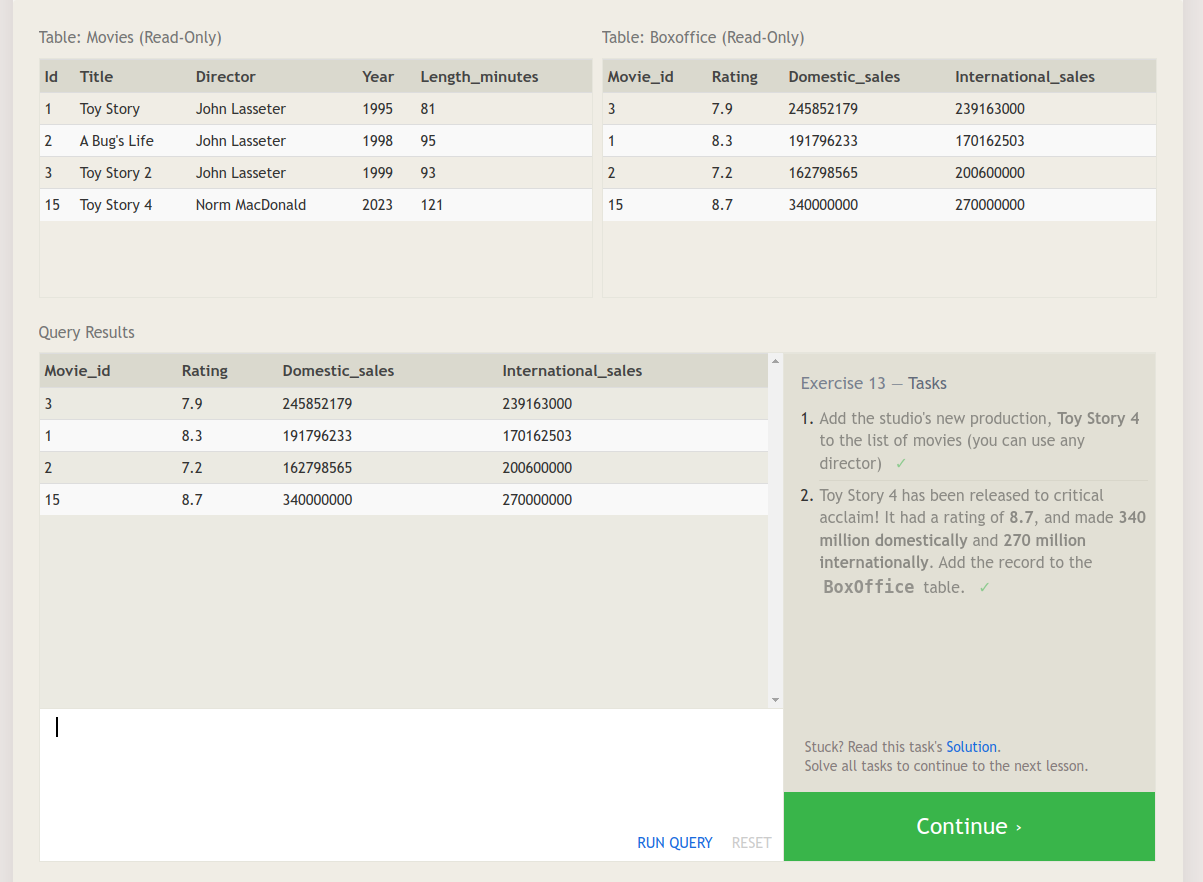 Table: Movies (Read-Only)
Id Title Director Year Length_minutes
1 Toy Story John Lasseter 1995 81
2 A Bug's Life John Lasseter 1998 95
3 Toy Story 2 John Lasseter 1999 93
15 Toy Story 4 Norm MacDonald 2023 121
Table: Boxoffice (Read-Only)
Movie_id Rating Domestic_sales International_sales
3 7.9 245852179 239163000
1 8.3 191796233 170162503
2 7.2 162798565 200600000
15 8.7 340000000 270000000
Query Results
Movie_id Rating Domestic_sales International_sales
3 7.9 245852179 239163000
1 8.3 191796233 170162503
2 7.2 162798565 200600000
15 8.7 340000000 270000000
RUN QUERY RESET
Exercise 13 — Tasks
1. Add the studio's new production, Toy Story 4
to the list of movies (you can use any
director) ✓
2. Toy Story 4 has been released to critical
acclaim! It had a rating of 8.7, and made 340
million domestically and 270 million
internationally. Add the record to the
BoxOffice table. ✓
Stuck? Read this task's Solution.
Solve all tasks to continue to the next lesson.
Continue ›